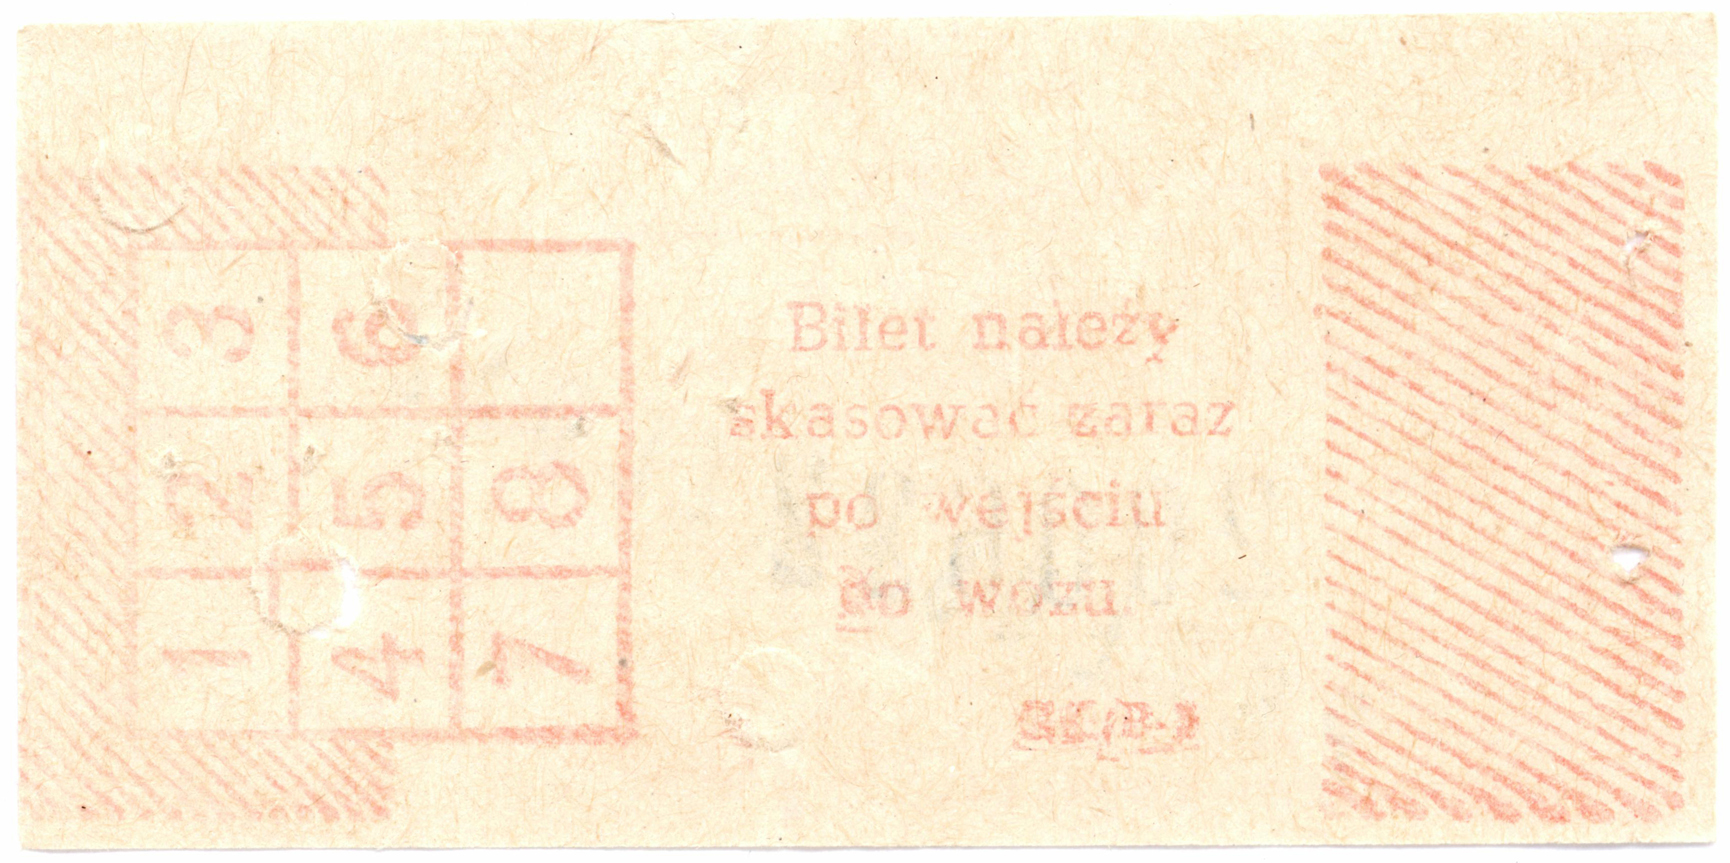 3 6
2 5 8
1 4 7
Bilet należy
skasować zaraz
po wejściu
do wozu